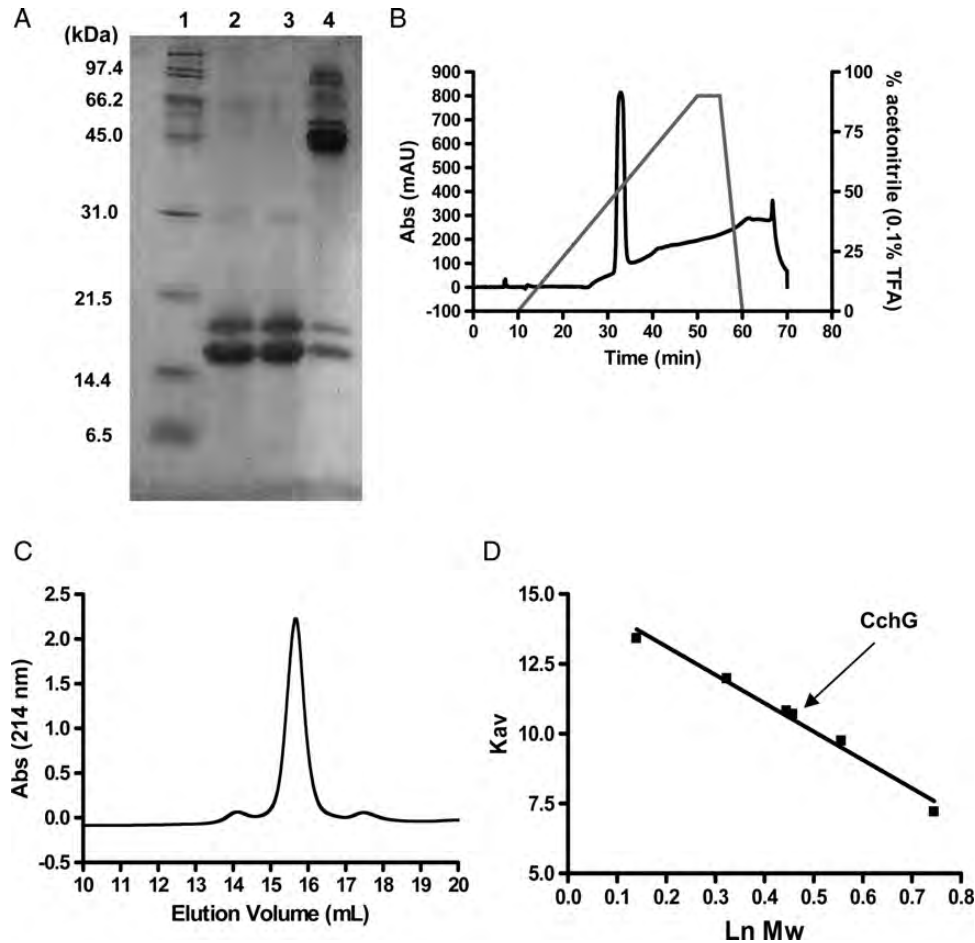 A
1 2 3 4
(kDa)
97.4
66.2
45.0
31.0
21.5
14.4
6.5
B
900
800
700
600
500
400
300
200
100
0
-100
Abs (mAU)
100
75
50
25
0
% acetonitrile (0.1% TFA)
0 10 20 30 40 50 60 70 80
Time (min)
C
2.5
2.0
1.5
1.0
0.5
0.0
-0.5
Abs (214 nm)
10 11 12 13 14 15 16 17 18 19 20
Elution Volume (mL)
D
15.0
12.5
10.0
7.5
5.0
Kav
CchG
0.0 0.1 0.2 0.3 0.4 0.5 0.6 0.7 0.8
Ln Mw